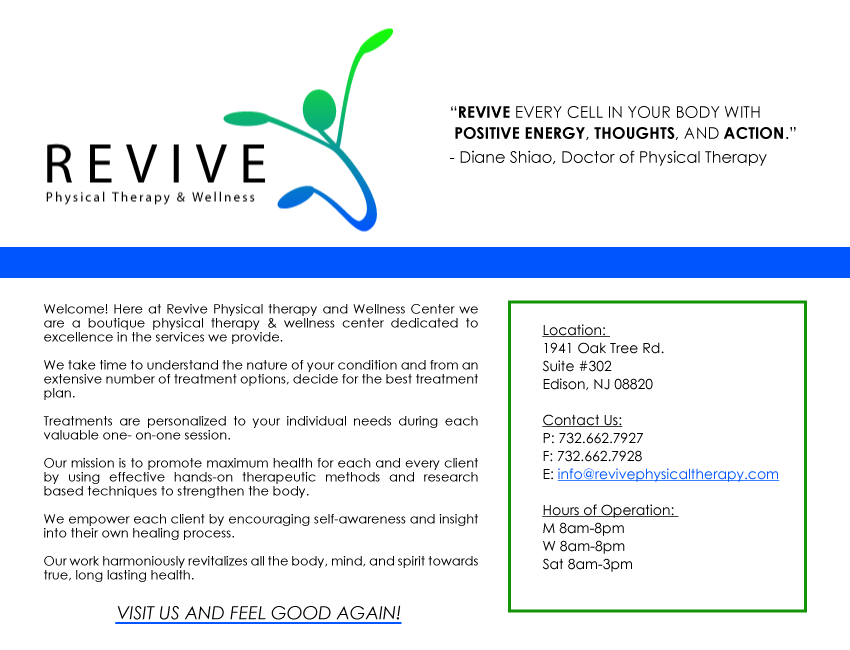 REVIVE
Physical Therapy & Wellness
“REVIVE EVERY CELL IN YOUR BODY WITH
POSITIVE ENERGY, THOUGHTS, AND ACTION.”
- Diane Shiao, Doctor of Physical Therapy
Welcome! Here at Revive Physical therapy and Wellness Center we
are a boutique physical therapy & wellness center dedicated to
excellence in the services we provide.
We take time to understand the nature of your condition and from an
extensive number of treatment options, decide for the best treatment
plan.
Treatments are personalized to your individual needs during each
valuable one- on-one session.
Our mission is to promote maximum health for each and every client
by using effective hands-on therapeutic methods and research
based techniques to strengthen the body.
We empower each client by encouraging self-awareness and insight
into their own healing process.
Our work harmoniously revitalizes all the body, mind, and spirit towards
true, long lasting health.
VISIT US AND FEEL GOOD AGAIN!
Location:
1941 Oak Tree Rd.
Suite #302
Edison, NJ 08820
Contact Us:
P: 732.662.7927
F: 732.662.7928
E: info@revivephysicaltherapy.com
Hours of Operation:
M 8am-8pm
W 8am-8pm
Sat 8am-3pm